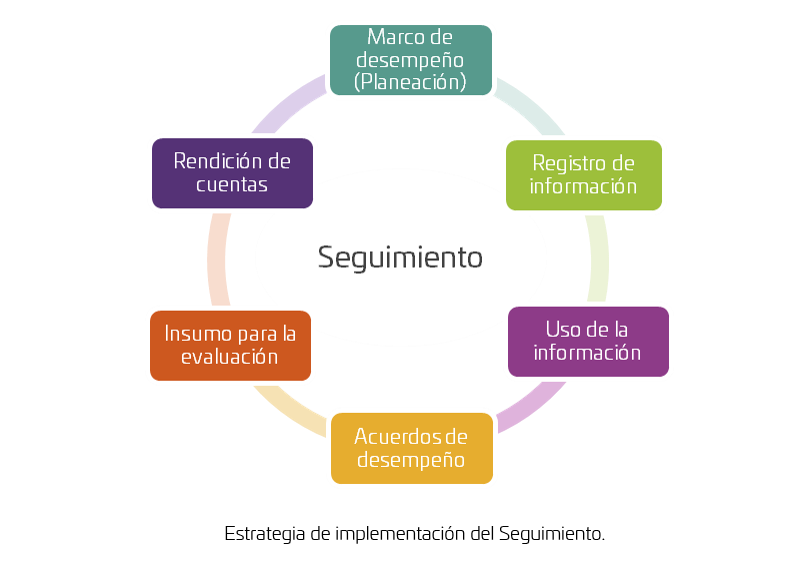 Marco de
desempeño
(Planeación)
Rendición de
cuentas
Registro de
información
Seguimiento
Insumo para la
evaluación
Uso de la
información
Acuerdos de
desempeño
Estrategia de implementación del Seguimiento.